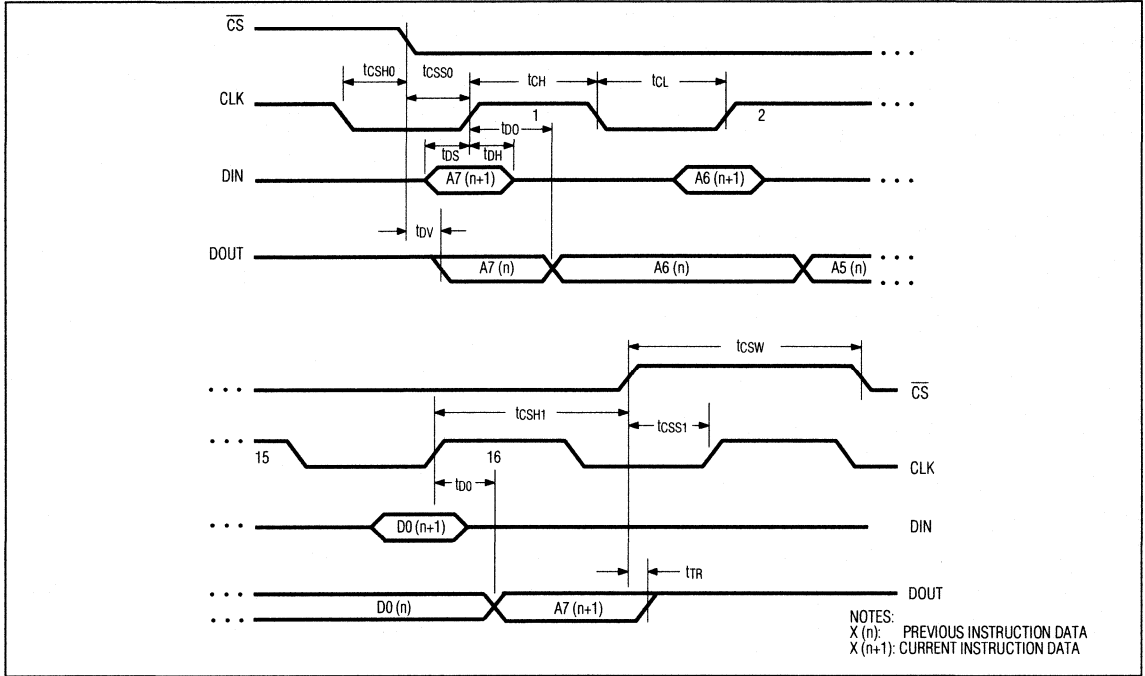 CS
tCSH0 tCSS0 tCH tCL
CLK
1 2
tDO
tDS tDH
DIN A7 (n+1) A6 (n+1) . . .
tDV
DOUT A7 (n) A6 (n) A5 (n) . . .
tCSW
. . . CS
tCSH1 tCSS1
. . . 15 16 CLK
tDO
. . . D0 (n+1) DIN
tTR
. . . D0 (n) A7 (n+1) DOUT
NOTES:
X (n): PREVIOUS INSTRUCTION DATA
X (n+1): CURRENT INSTRUCTION DATA